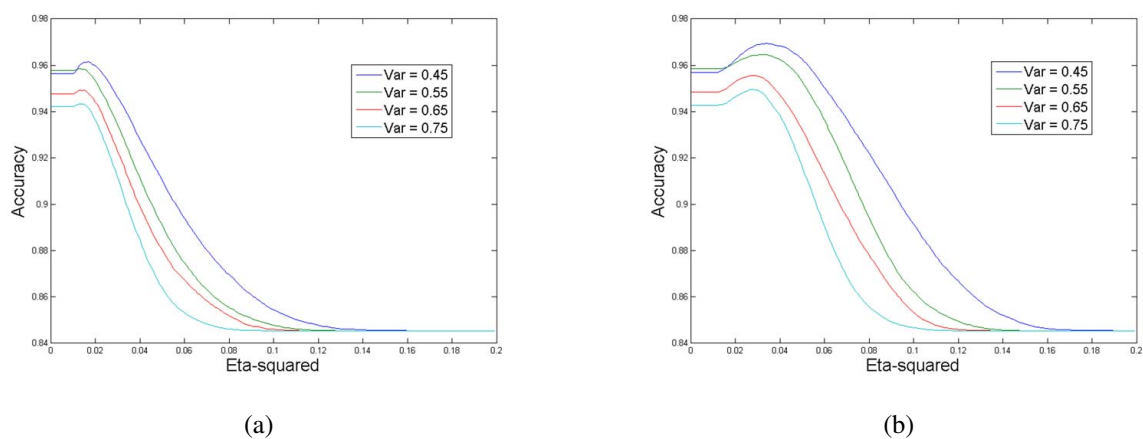 0.98
0.96
0.94
0.92
0.9
0.88
0.86
0.84
Accuracy
Var = 0.45
Var = 0.55
Var = 0.65
Var = 0.75
0 0.02 0.04 0.06 0.08 0.1 0.12 0.14 0.16 0.18 0.2
Eta-squared
(a)
0.98
0.96
0.94
0.92
0.9
0.88
0.86
0.84
Accuracy
Var = 0.45
Var = 0.55
Var = 0.65
Var = 0.75
0 0.02 0.04 0.06 0.08 0.1 0.12 0.14 0.16 0.18 0.2
Eta-squared
(b)